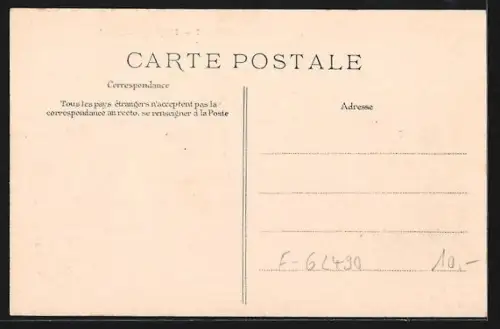 CARTE POSTALE
Correspondance
Tous les pays étrangers n'acceptent pas la
correspondance au recto, se renseigner à la Poste
Adresse
F-62490
10.-